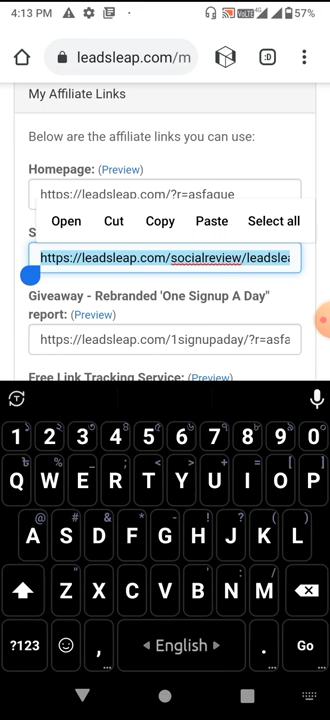 4:13 PM
57%
leadsleap.com/m
:D
My Affiliate Links
Below are the affiliate links you can use:
Homepage: (Preview)
https://leadsleap.com/?r=asfaque
Open Cut Copy Paste Select all
S
https://leadsleap.com/socialreview/leadslea
Giveaway - Rebranded 'One Signup A Day"
report: (Preview)
https://leadsleap.com/1signupaday/?r=asfa
Free Link Tracking Service: (Preview)
1 2 3 4 5 6 7 8 9 0
Q W E R T Y U I O P
A S D F G H J K L
Z X C V B N M
?123 , English . Go